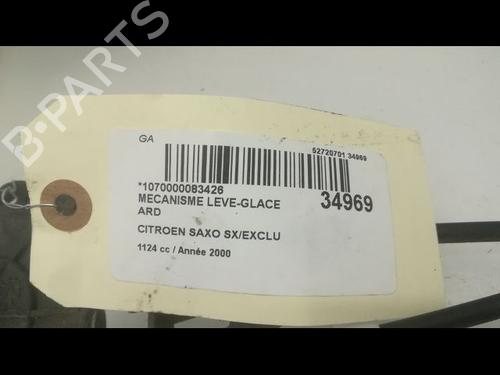 B-PARTS
GA
52720701 34969
*1070000083426
MECANISME LEVE-GLACE
34969
ARD
CITROEN SAXO SX/EXCLU
1124 cc / Année 2000